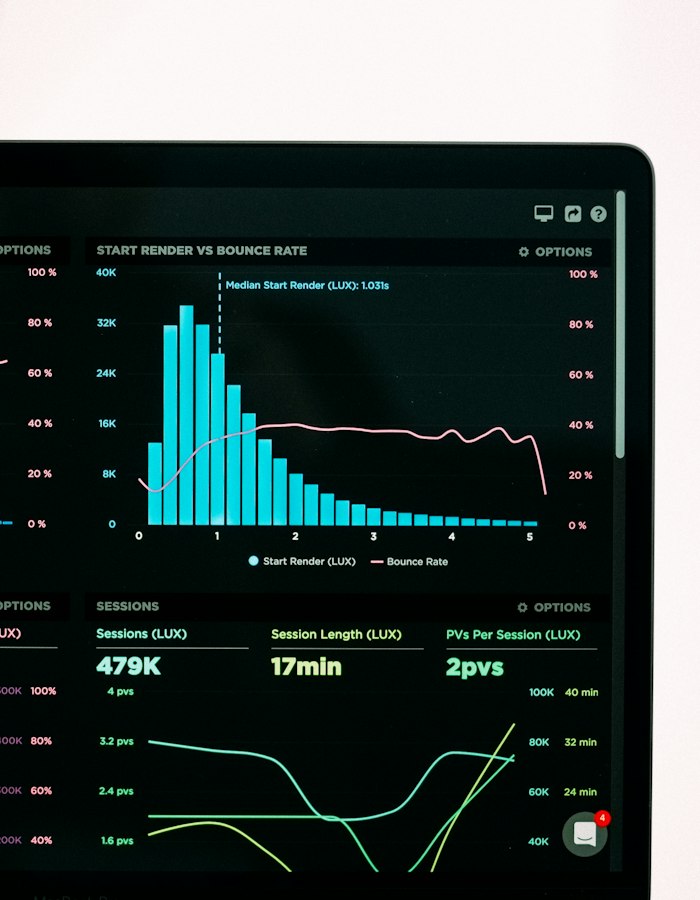 OPTIONS
100 %
80 %
60 %
40 %
20 %
0 %
START RENDER VS BOUNCE RATE
OPTIONS
40K
32K
24K
16K
8K
0
Median Start Render (LUX): 1.031s
100 %
80 %
60 %
40 %
20 %
0 %
0 1 2 3 4 5
Start Render (LUX) Bounce Rate
OPTIONS
UX)
100%
80%
60%
40%
SESSIONS
OPTIONS
Sessions (LUX) Session Length (LUX) PVs Per Session (LUX)
479K 17min 2pvs
4 pvs
3.2 pvs
2.4 pvs
1.6 pvs
100K 40 min
80K 32 min
60K 24 min
40K
4